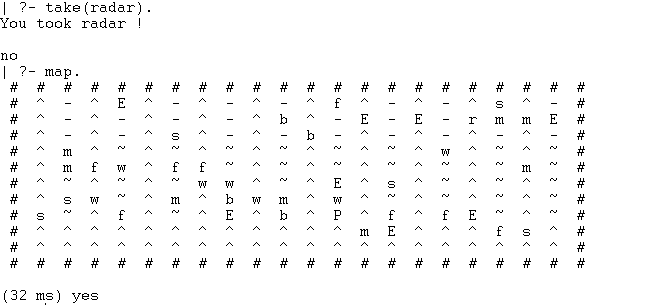 | ?- take(radar).
You took radar !
no
| ?- map.
# # # # # # # # # # # # # # # # # # # # # #
# ^ - ^ E ^ - ^ - ^ - ^ f ^ - ^ - ^ s ^ - #
# ^ - ^ - ^ - ^ - ^ b ^ - E - E - r m m E #
# ^ - ^ - ^ s ^ - ^ - b - ^ - ^ - ^ - ^ - #
# ^ m ^ ~ ^ ~ ^ ~ ^ ~ ^ ~ ^ ~ ^ w ^ ~ ^ ~ #
# ^ m f w ^ f f ~ ^ ~ ^ ~ ^ ~ ^ ~ ^ ~ m ~ #
# ^ ~ ^ ~ ^ ~ w w ^ ~ ^ E ^ s ^ ~ ^ ~ ^ ~ #
# ^ s w ~ ^ m ^ b w m ^ w ^ ~ ^ ~ ^ ~ ^ ~ #
# s ~ ^ f ^ ~ ^ E ^ b ^ P ^ f ^ f E ~ ^ ~ #
# ^ ^ ^ ^ ^ ^ ^ ^ ^ ^ ^ ^ m E ^ ^ ^ f s ^ #
# ^ ^ ^ ^ ^ ^ ^ ^ ^ ^ ^ ^ ^ ^ ^ ^ ^ ^ ^ ^ #
# # # # # # # # # # # # # # # # # # # # # #
(32 ms) yes